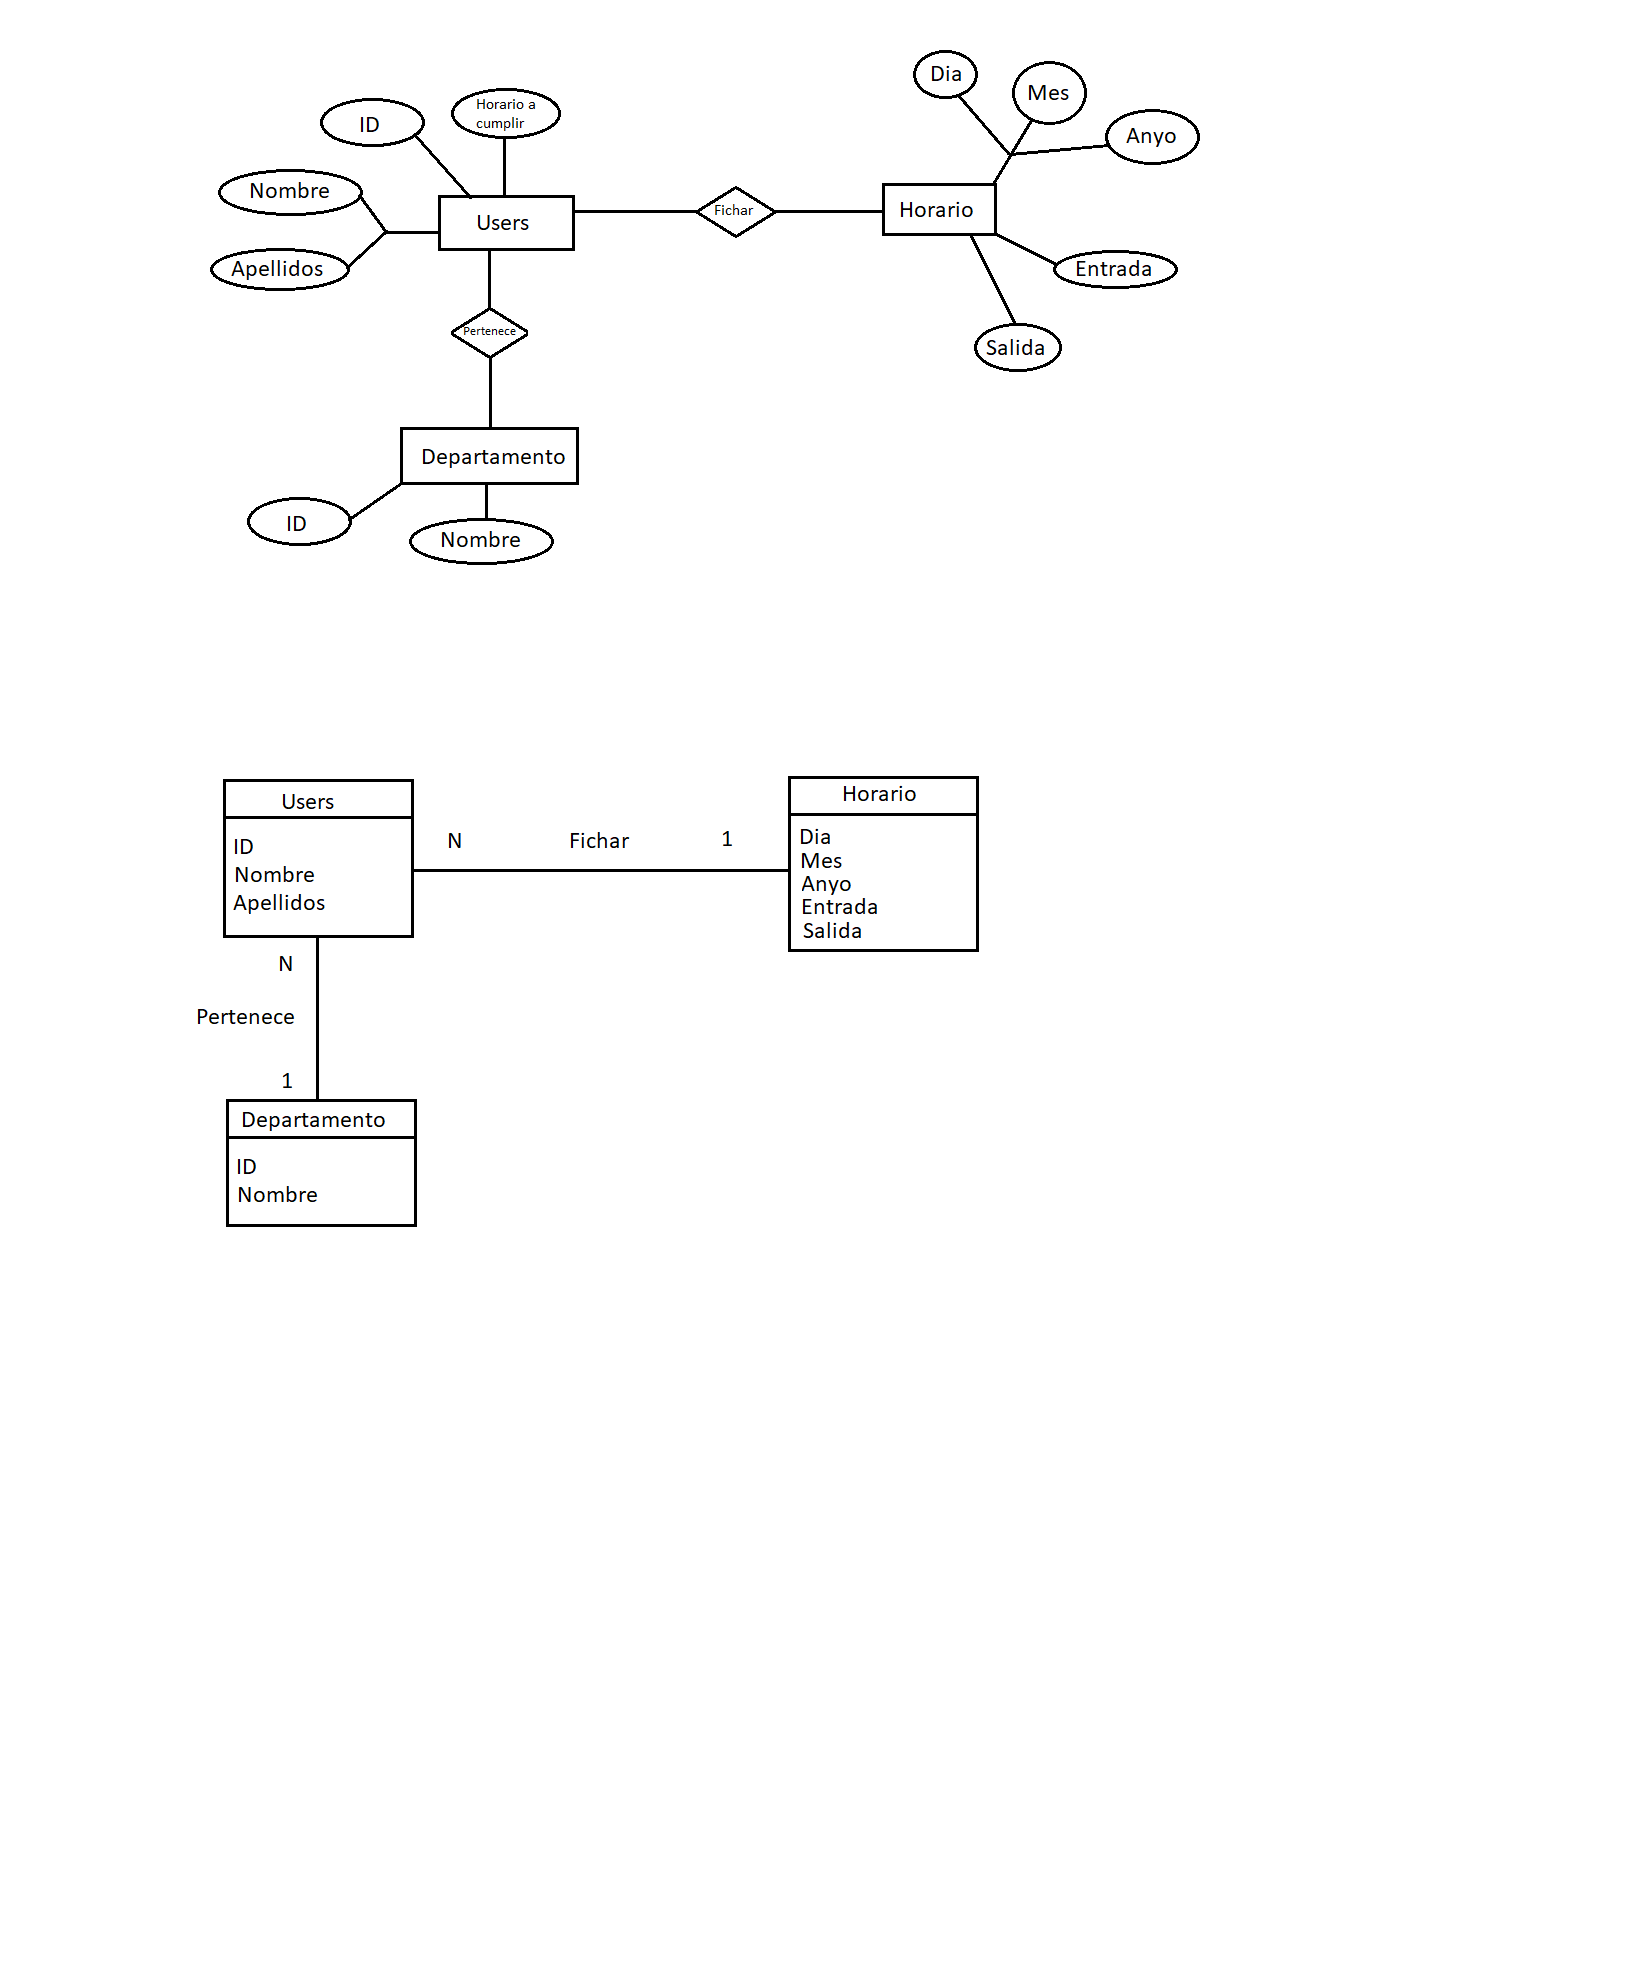 Dia
Mes
Horario a
cumplir
ID
Anyo
Nombre
Users
Fichar
Horario
Apellidos
Entrada
Pertenece
Salida
Departamento
ID
Nombre
Users
ID
Nombre
Apellidos
N
Fichar
1
Horario
Dia
Mes
Anyo
Entrada
Salida
N
Pertenece
1
Departamento
ID
Nombre